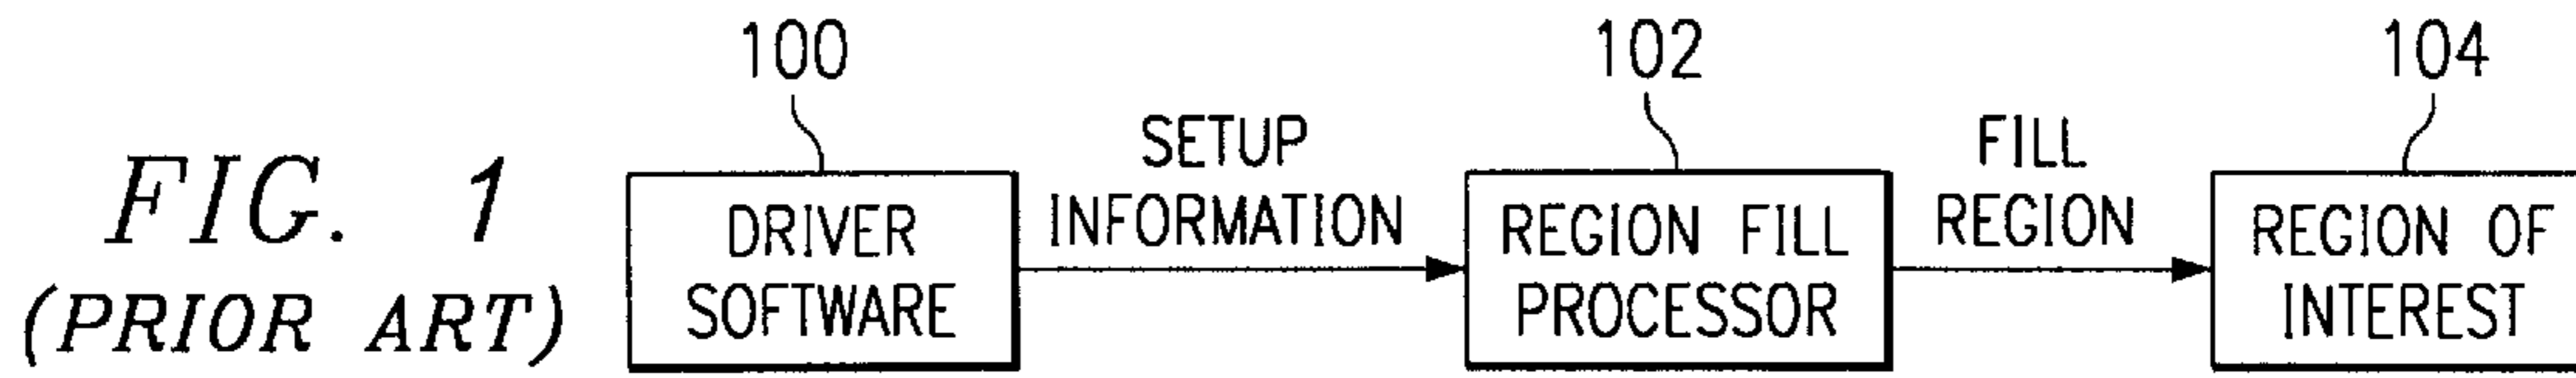 FIG. 1
(PRIOR ART)
100
DRIVER
SOFTWARE
SETUP
INFORMATION
102
REGION FILL
PROCESSOR
FILL
REGION
104
REGION OF
INTEREST